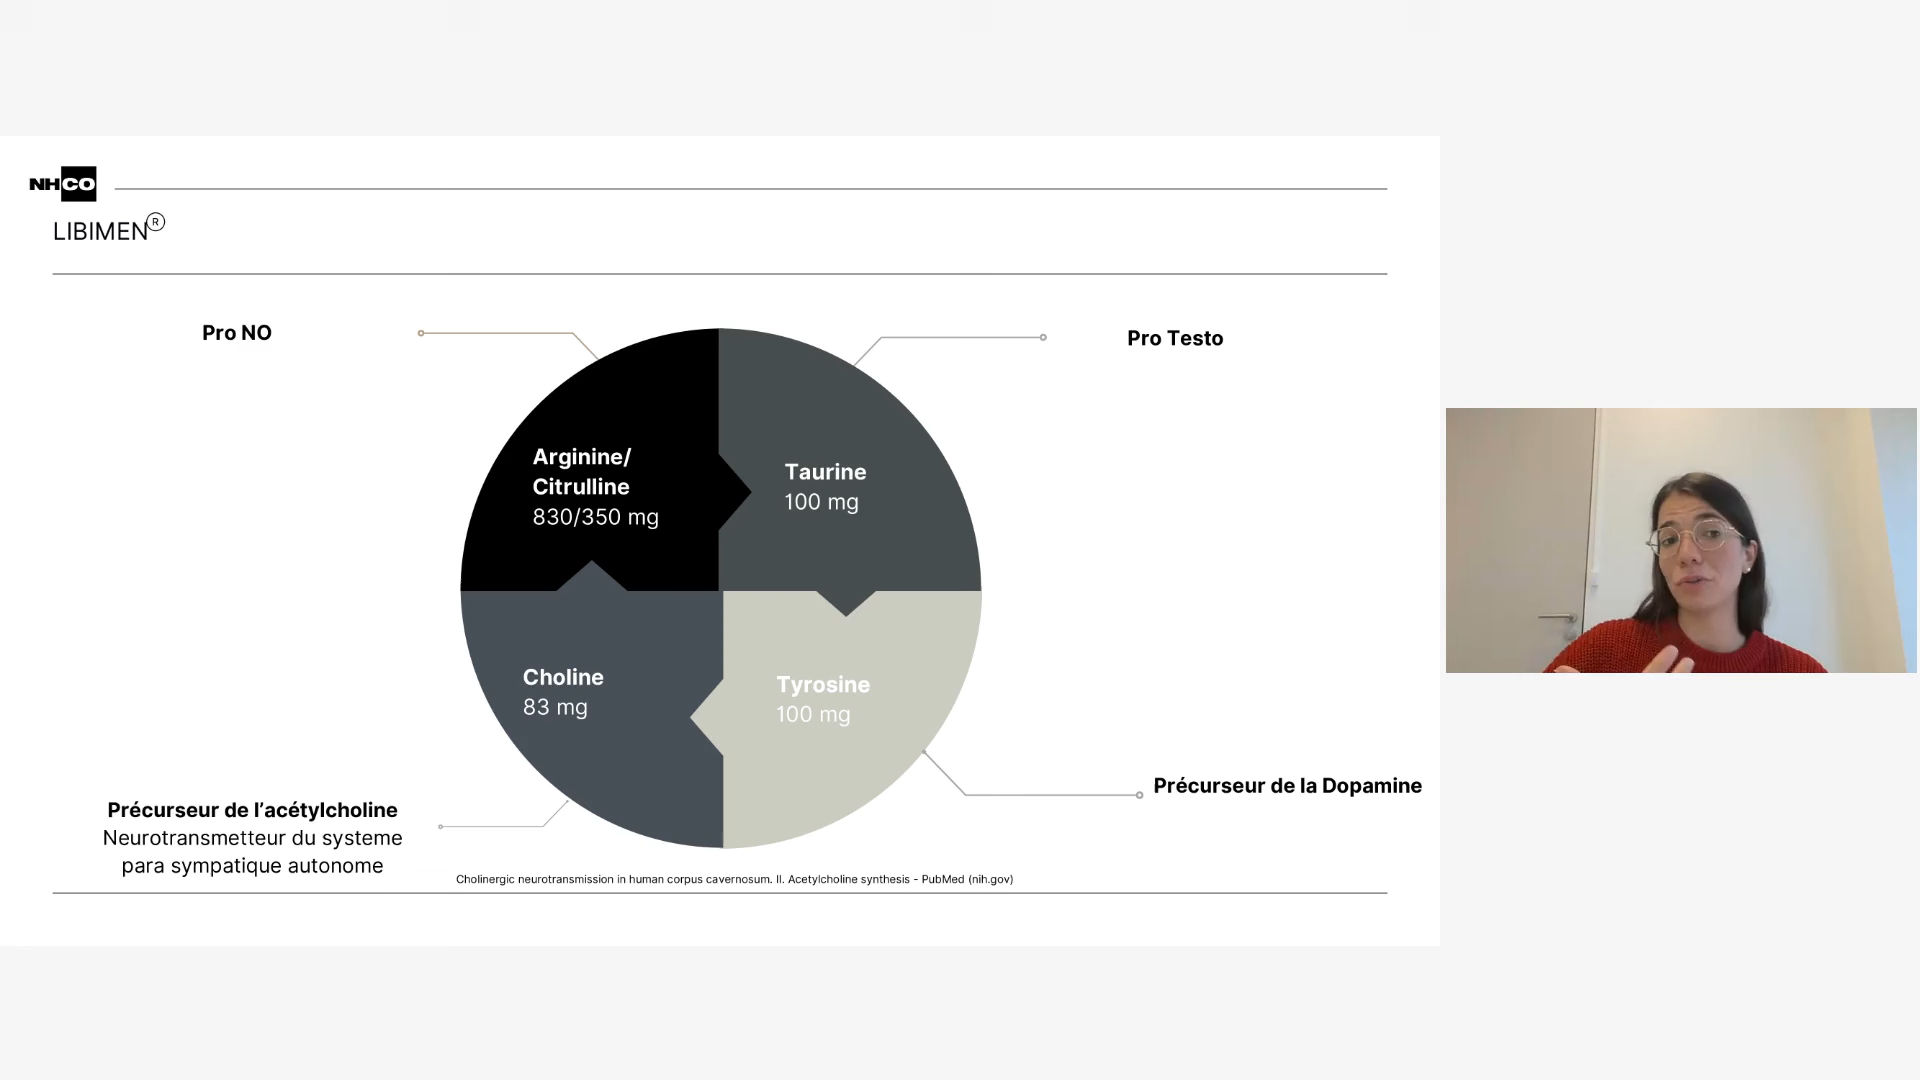 NHCO
LIBIMEN®
Pro NO
Pro Testo
Arginine/
Citrulline
830/350 mg
Taurine
100 mg
Choline
83 mg
Tyrosine
100 mg
Précurseur de la Dopamine
Précurseur de l’acétylcholine
Neurotransmetteur du systeme
para sympatique autonome
Cholinergic neurotransmission in human corpus cavernosum. II. Acetylcholine synthesis - PubMed (nih.gov)